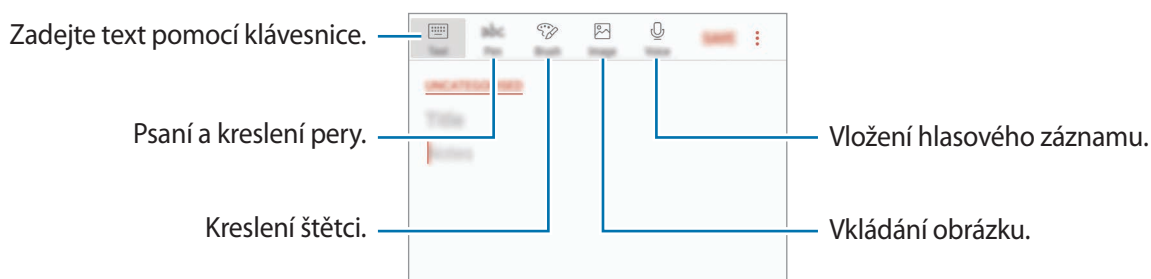 Zadejte text pomocí klávesnice.
Text
abc
Pen
Brush
Image
Voice
SAVE
UNCATEGORISED
Title
Notes
Psaní a kreslení pery.
Vložení hlasového záznamu.
Kreslení štětci.
Vkládání obrázku.